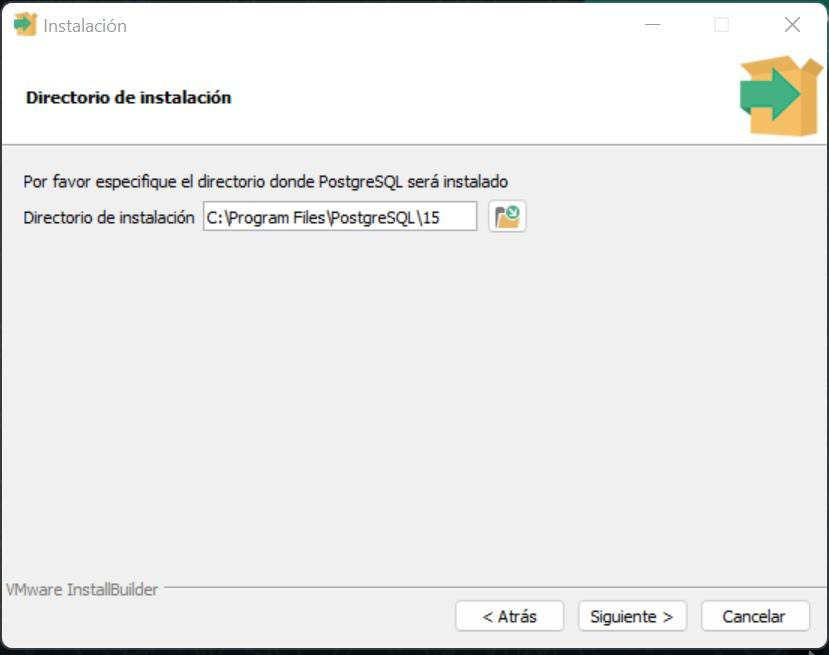 Instalación
Directorio de instalación
Por favor especifique el directorio donde PostgreSQL será instalado
Directorio de instalación C:\Program Files\PostgreSQL\15
VMware InstallBuilder
< Atrás Siguiente > Cancelar